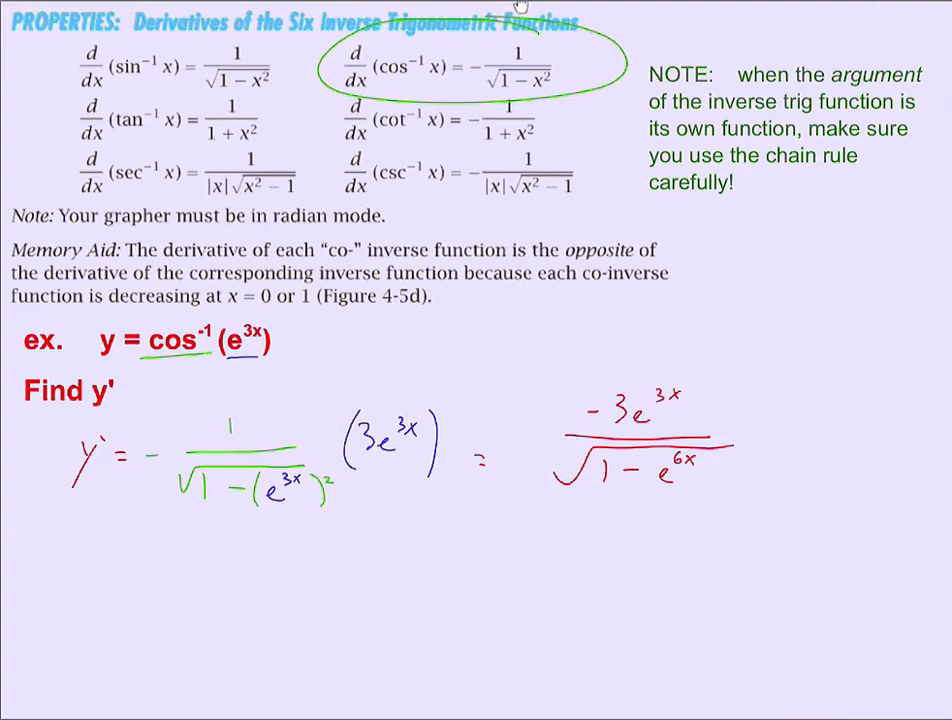 PROPERTIES: Derivatives of the Six Inverse Trigonometric Functions
d/dx (sin⁻¹ x) = 1/√(1 − x²)    d/dx (cos⁻¹ x) = − 1/√(1 − x²)
d/dx (tan⁻¹ x) = 1/(1 + x²)    d/dx (cot⁻¹ x) = − 1/(1 + x²)
d/dx (sec⁻¹ x) = 1/(|x|√(x² − 1))    d/dx (csc⁻¹ x) = − 1/(|x|√(x² − 1))
NOTE: when the argument
of the inverse trig function is
its own function, make sure
you use the chain rule
carefully!
Note: Your grapher must be in radian mode.
Memory Aid: The derivative of each “co-” inverse function is the opposite of
the derivative of the corresponding inverse function because each co-inverse
function is decreasing at x = 0 or 1 (Figure 4-5d).
ex. y = cos⁻¹ (e³ˣ)
Find y'
y' = − 1/√(1 − (e³ˣ)²) (3e³ˣ) = −3e³ˣ/√(1 − e⁶ˣ)